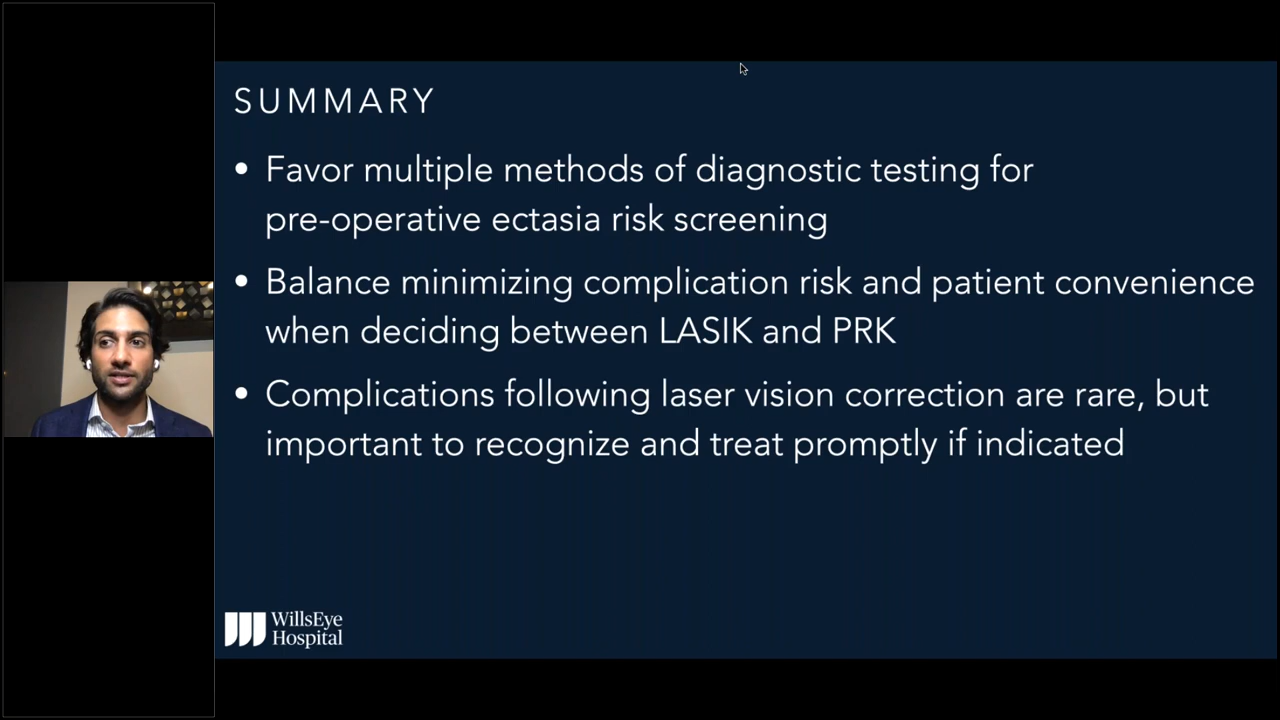 SUMMARY
• Favor multiple methods of diagnostic testing for
pre-operative ectasia risk screening
• Balance minimizing complication risk and patient convenience
when deciding between LASIK and PRK
• Complications following laser vision correction are rare, but
important to recognize and treat promptly if indicated
WillsEye
Hospital